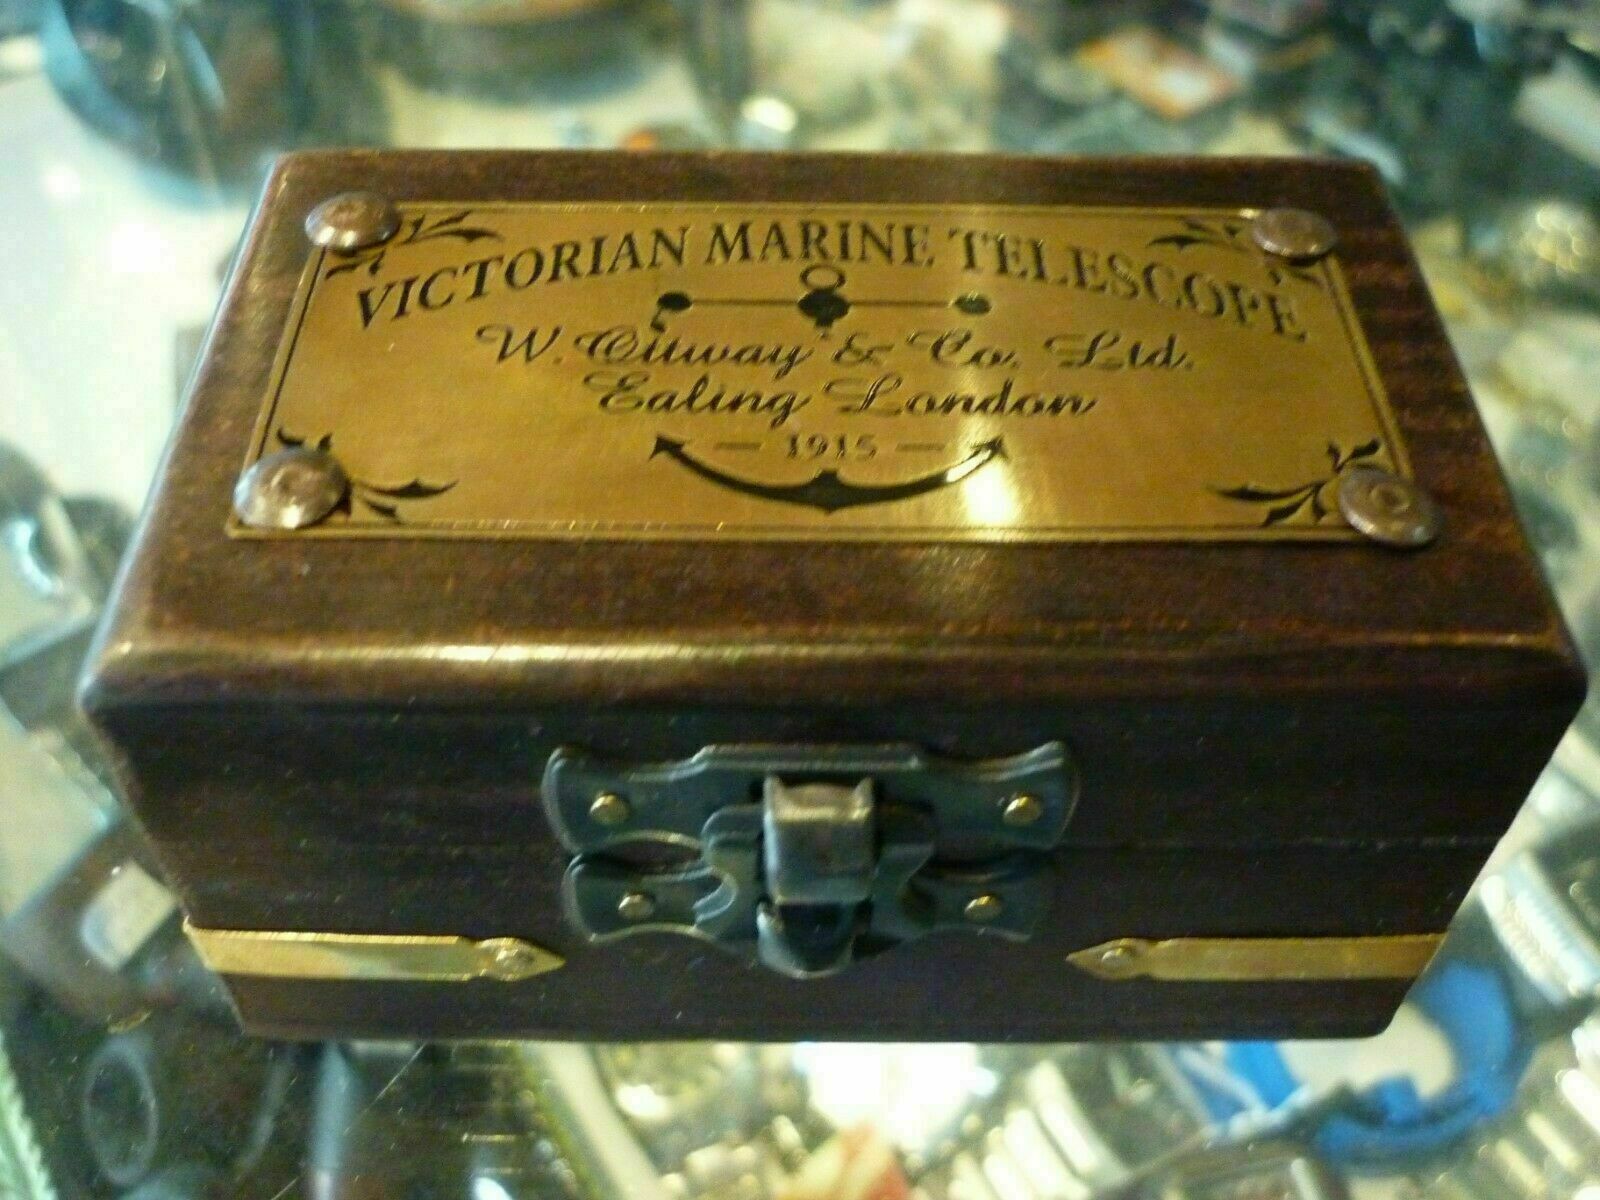 VICTORIAN MARINE TELESCOPE
W. Ottway & Co. Ltd.
Ealing London
— 1915 —